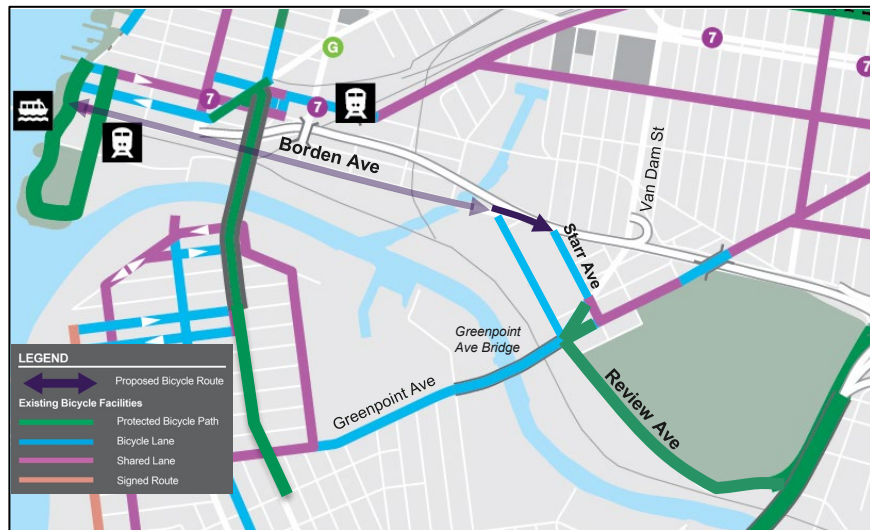 G
7
7
7
7
Borden Ave
Van Dam St
Starr Ave
Greenpoint
Ave Bridge
Greenpoint Ave
Review Ave
LEGEND
Proposed Bicycle Route
Existing Bicycle Facilities
Protected Bicycle Path
Bicycle Lane
Shared Lane
Signed Route